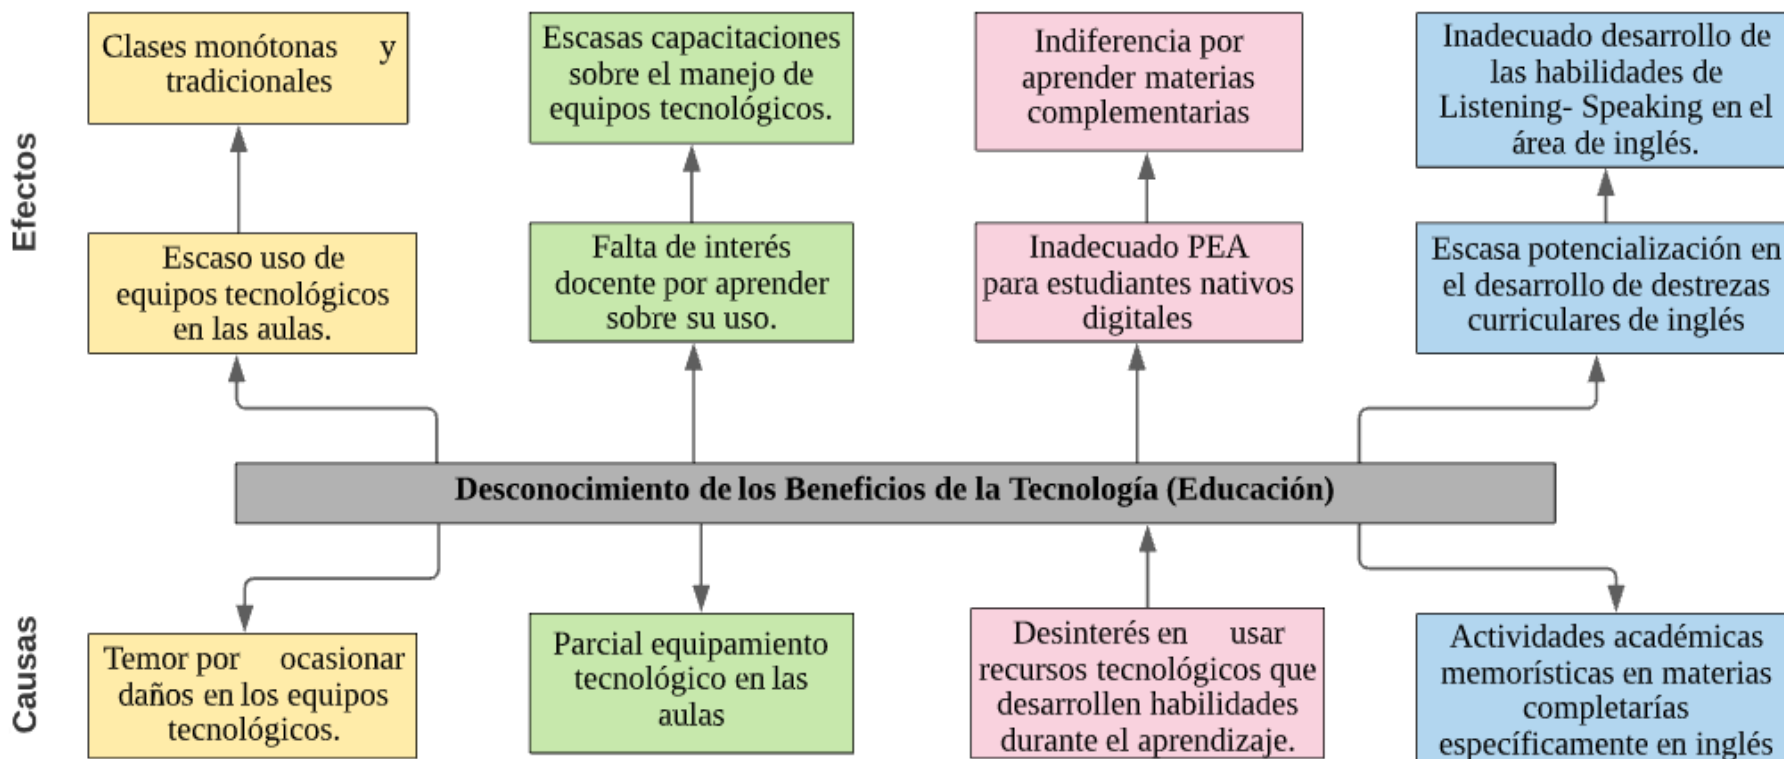 Efectos
Clases monótonas y
tradicionales
Escasas capacitaciones
sobre el manejo de
equipos tecnológicos.
Indiferencia por
aprender materias
complementarias
Inadecuado desarrollo de
las habilidades de
Listening- Speaking en el
área de inglés.
Escaso uso de
equipos tecnológicos
en las aulas.
Falta de interés
docente por aprender
sobre su uso.
Inadecuado PEA
para estudiantes nativos
digitales
Escasa potencialización en
el desarrollo de destrezas
curriculares de inglés
Desconocimiento de los Beneficios de la Tecnología (Educación)
Causas
Temor por ocasionar
daños en los equipos
tecnológicos.
Parcial equipamiento
tecnológico en las
aulas
Desinterés en usar
recursos tecnológicos que
desarrollen habilidades
durante el aprendizaje.
Actividades académicas
memorísticas en materias
completarías
específicamente en inglés